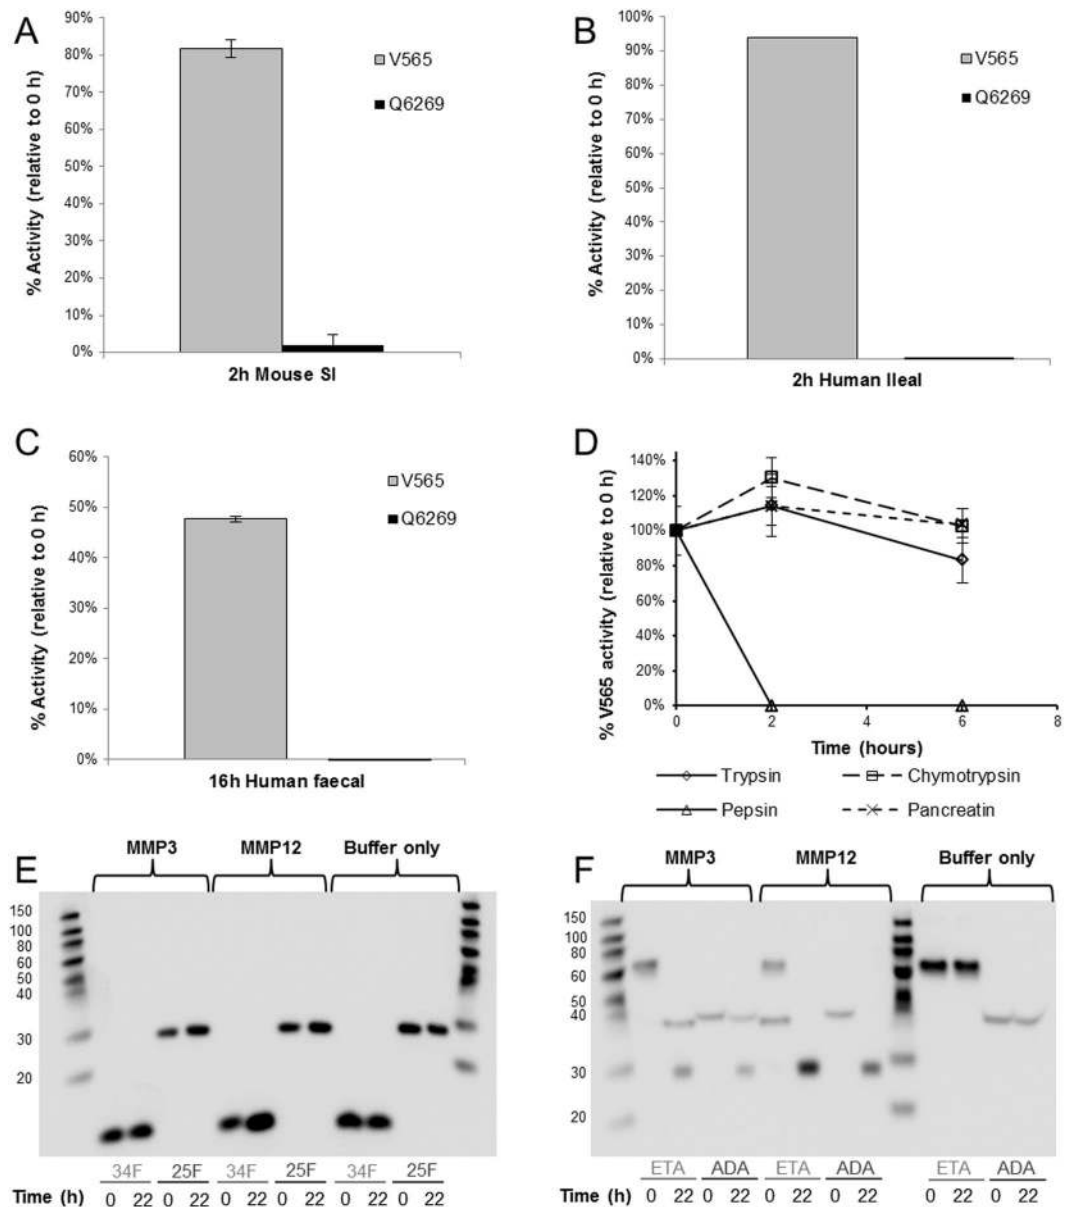 A
% Activity (relative to 0 h)
90%
80%
70%
60%
50%
40%
30%
20%
10%
0%
V565
Q6269
2h Mouse SI
B
% Activity (relative to 0 h)
100%
90%
80%
70%
60%
50%
40%
30%
20%
10%
0%
V565
Q6269
2h Human Ileal
C
% Activity (relative to 0 h)
60%
50%
40%
30%
20%
10%
0%
V565
Q6269
16h Human faecal
D
% V565 activity (relative to 0 h)
140%
120%
100%
80%
60%
40%
20%
0%
0 2 4 6 8
Time (hours)
Trypsin Chymotrypsin
Pepsin Pancreatin
E
MMP3 MMP12 Buffer only
150
100
80
60
50
40
30
20
34F 25F 34F 25F 34F 25F
Time (h) 0 22 0 22 0 22 0 22 0 22 0 22
F
MMP3 MMP12 Buffer only
150
100
80
60
50
40
30
20
ETA ADA ETA ADA ETA ADA
Time (h) 0 22 0 22 0 22 0 22 0 22 0 22